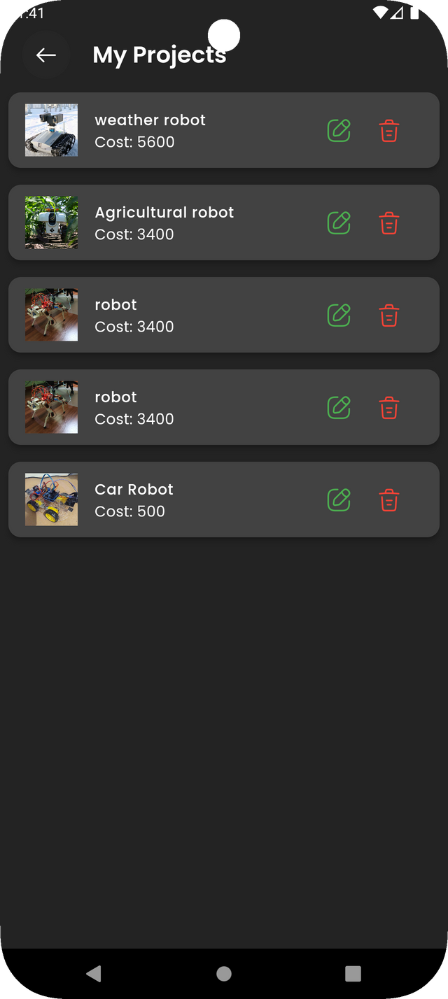 :41
My Projects
weather robot
Cost: 5600
Agricultural robot
Cost: 3400
robot
Cost: 3400
robot
Cost: 3400
Car Robot
Cost: 500